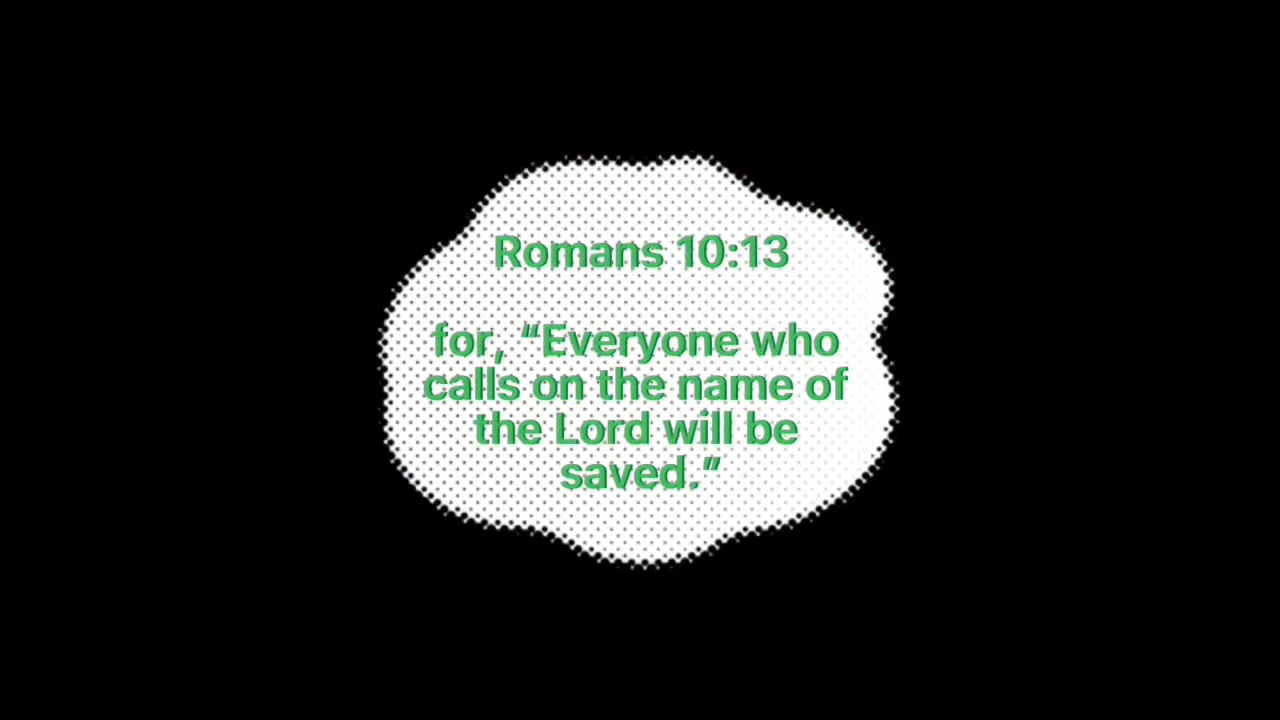 Romans 10:13
for, “Everyone who
calls on the name of
the Lord will be
saved.”